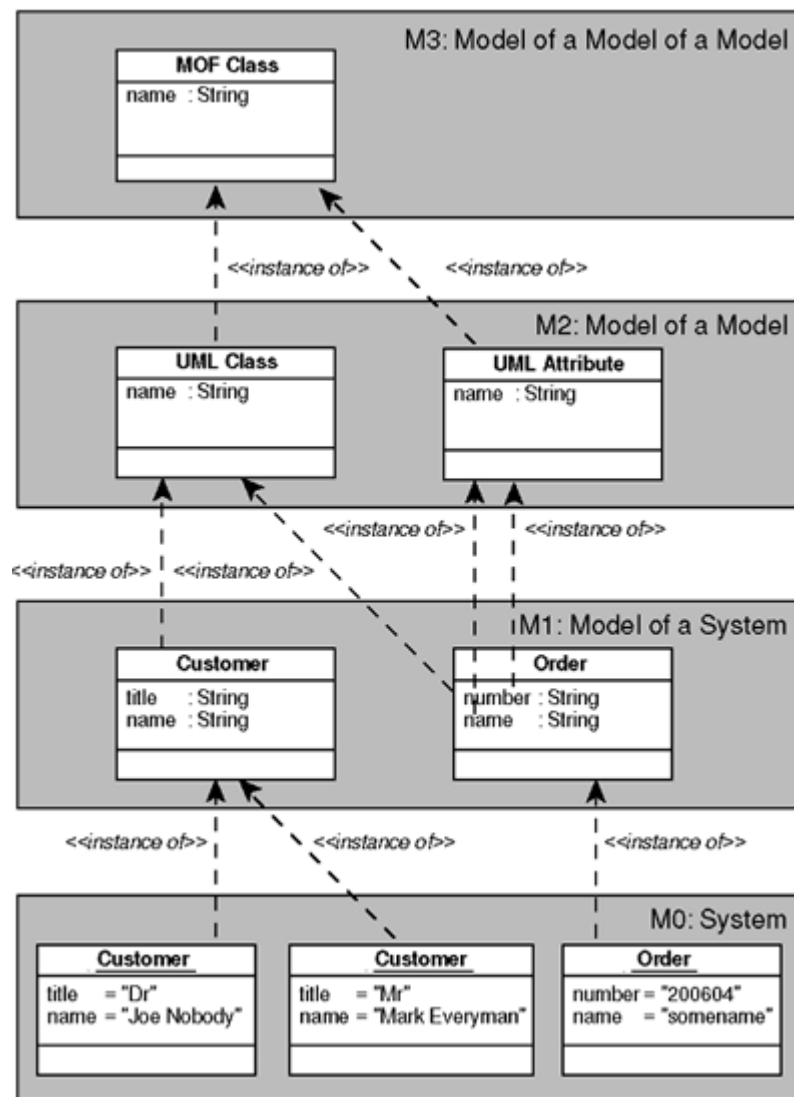 M3: Model of a Model of a Model
MOF Class
name : String
<<instance of>>
<<instance of>>
M2: Model of a Model
UML Class
name : String
UML Attribute
name : String
<<instance of>>
<<instance of>>
<<instance of>>
<<instance of>>
M1: Model of a System
Customer
title : String
name : String
Order
number : String
name : String
<<instance of>>
<<instance of>>
<<instance of>>
M0: System
Customer
title = "Dr"
name = "Joe Nobody"
Customer
title = "Mr"
name = "Mark Everyman"
Order
number = "200604"
name = "somename"